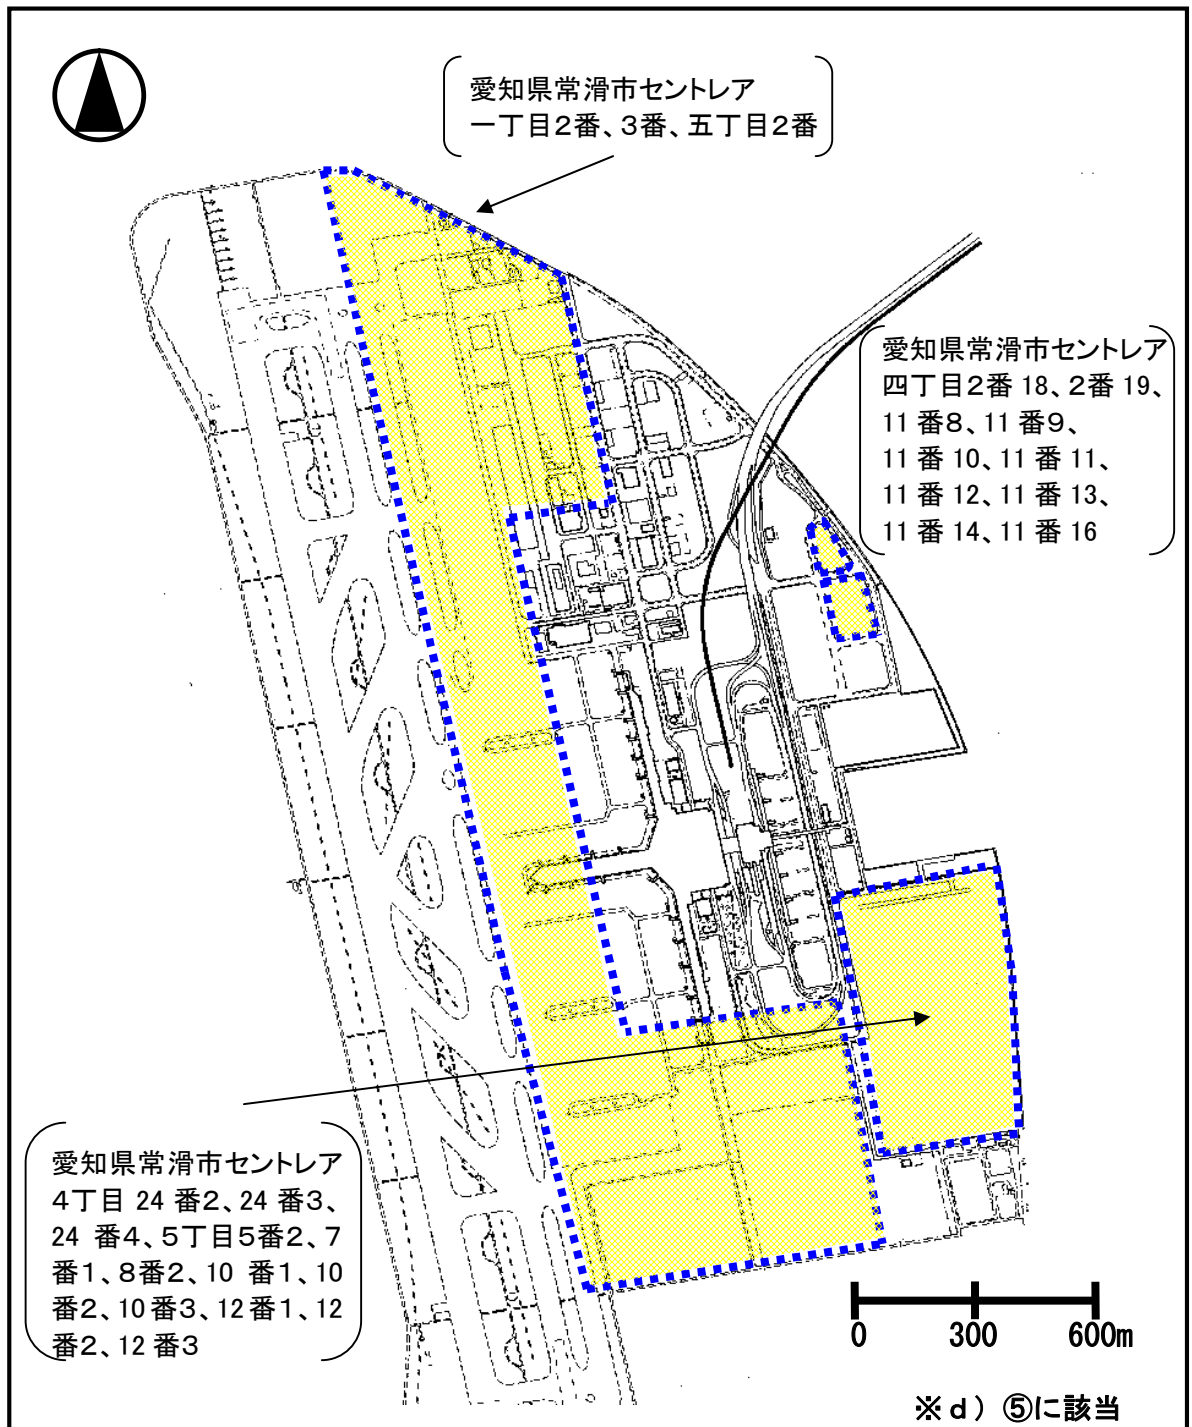 愛知県常滑市セントレア
一丁目2番、3番、五丁目2番
愛知県常滑市セントレア
四丁目2番 18、2番 19、
11 番8、11 番9、
11 番 10、11 番 11、
11 番 12、11 番 13、
11 番 14、11 番 16
愛知県常滑市セントレア
4丁目 24 番2、24 番3、
24 番4、5丁目5番2、7
番1、8番2、10 番1、10
番2、10 番3、12 番1、12
番2、12 番3
0 300 600m
※ｄ）⑤に該当